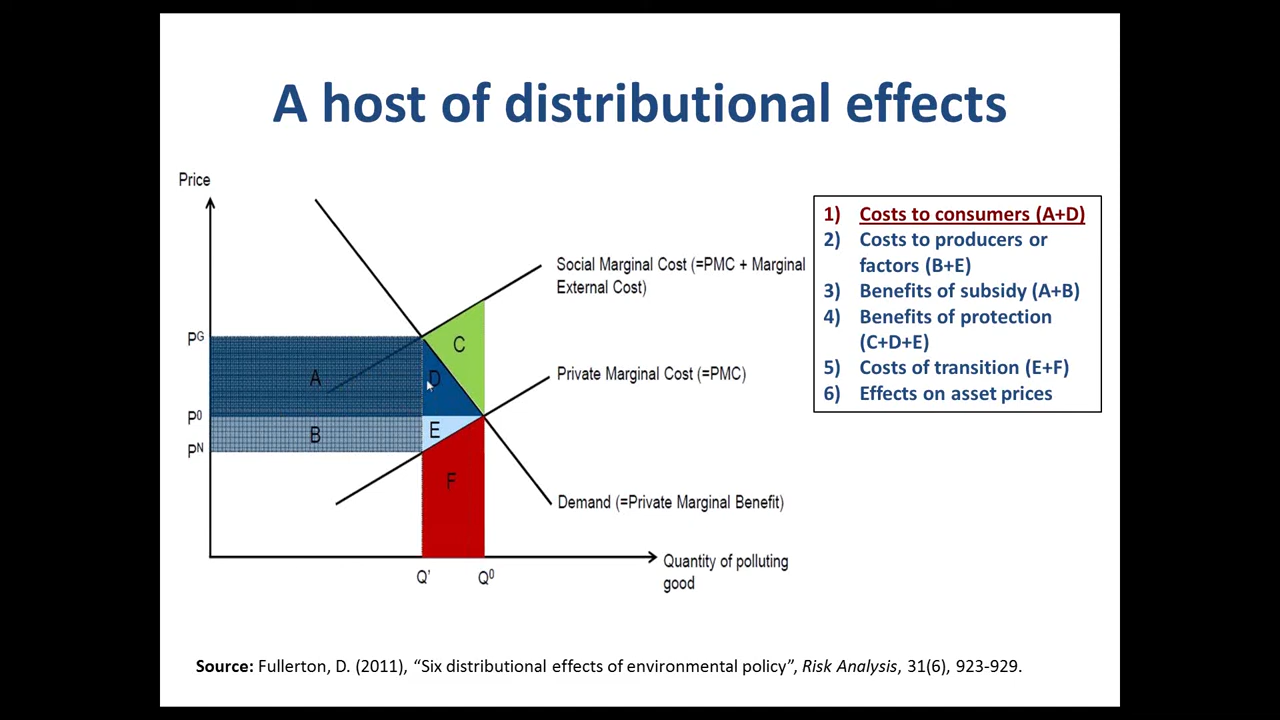 A host of distributional effects
Price
Social Marginal Cost (=PMC + Marginal
External Cost)
Private Marginal Cost (=PMC)
Demand (=Private Marginal Benefit)
Quantity of polluting
good
Pᴳ
P⁰
Pᴺ
A
B
C
D
E
F
Q'
Q⁰
1) Costs to consumers (A+D)
2) Costs to producers or
factors (B+E)
3) Benefits of subsidy (A+B)
4) Benefits of protection
(C+D+E)
5) Costs of transition (E+F)
6) Effects on asset prices
Source: Fullerton, D. (2011), “Six distributional effects of environmental policy”, Risk Analysis, 31(6), 923-929.